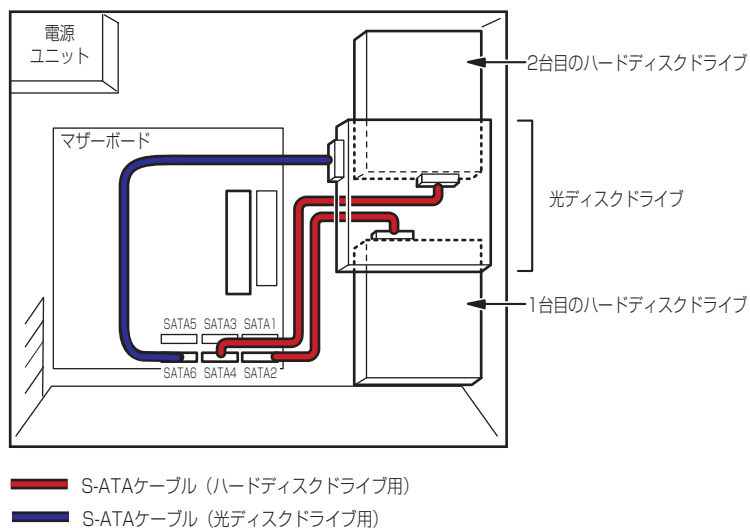 電源
ユニット
2台目のハードディスクドライブ
マザーボード
光ディスクドライブ
1台目のハードディスクドライブ
SATA5 SATA3 SATA1
SATA6 SATA4 SATA2
S-ATAケーブル（ハードディスクドライブ用）
S-ATAケーブル（光ディスクドライブ用）